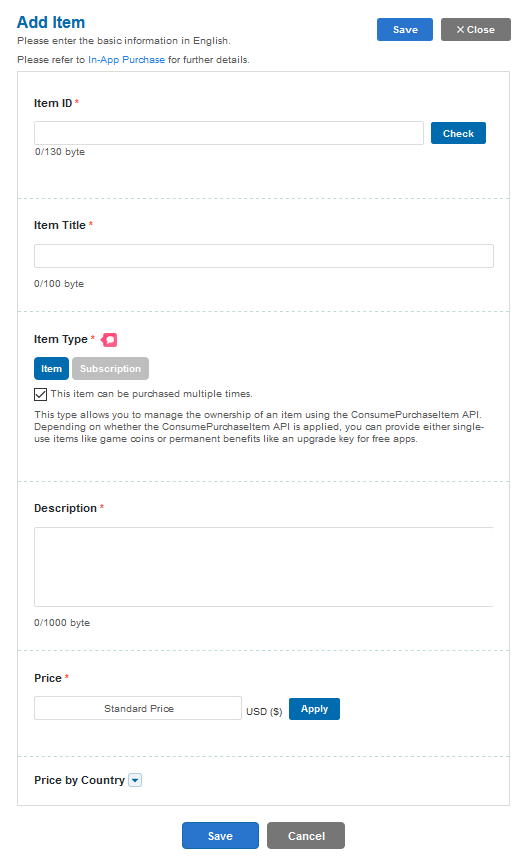 Add Item
Save
× Close
Please enter the basic information in English.
Please refer to In-App Purchase for further details.
Item ID *
Check
0/130 byte
Item Title *
0/100 byte
Item Type *
Item
Subscription
This item can be purchased multiple times.
This type allows you to manage the ownership of an item using the ConsumePurchaseItem API.
Depending on whether the ConsumePurchaseItem API is applied, you can provide either single-
use items like game coins or permanent benefits like an upgrade key for free apps.
Description *
0/1000 byte
Price *
Standard Price
USD ($)
Apply
Price by Country
Save
Cancel